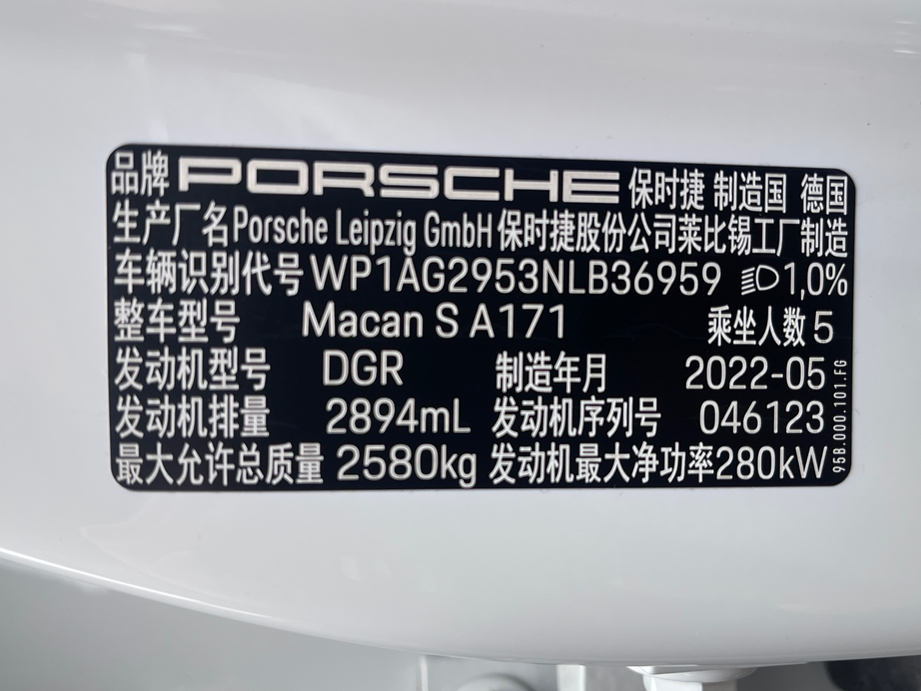 品牌 PORSCHE 保时捷 制造国 德国
生产厂名Porsche Leipzig GmbH 保时捷股份公司莱比锡工厂制造
车辆识别代号 WP1AG2953NLB36959 1,0%
整车型号 Macan S A171 乘坐人数 5
发动机型号 DGR 制造年月 2022-05
发动机排量 2894mL 发动机序列号 046123
最大允许总质量 2580kg 发动机最大净功率280kW
95B.000.101.FG